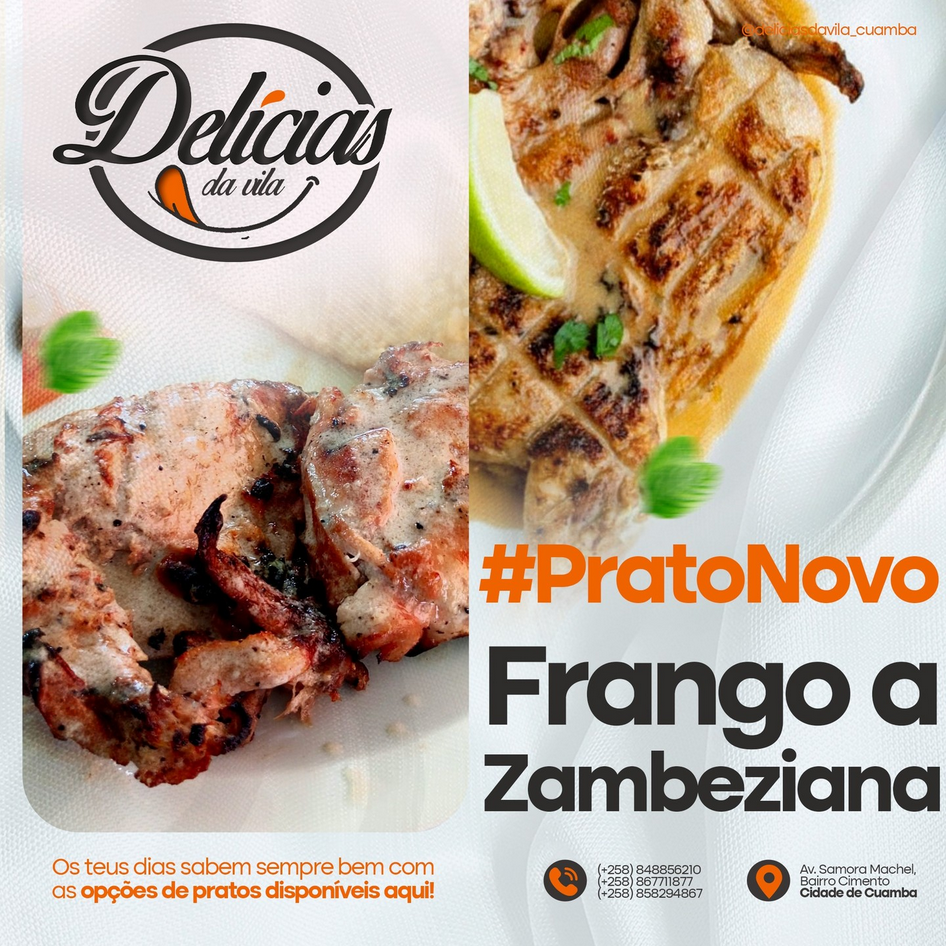 Delícias
da vila
@deliciasdavila_cuamba
#PratoNovo
Frango a
Zambeziana
Os teus dias sabem sempre bem com
as opções de pratos disponíveis aqui!
(+258) 848856210
(+258) 867711877
(+258) 858294867
Av. Samora Machel,
Bairro Cimento
Cidade de Cuamba